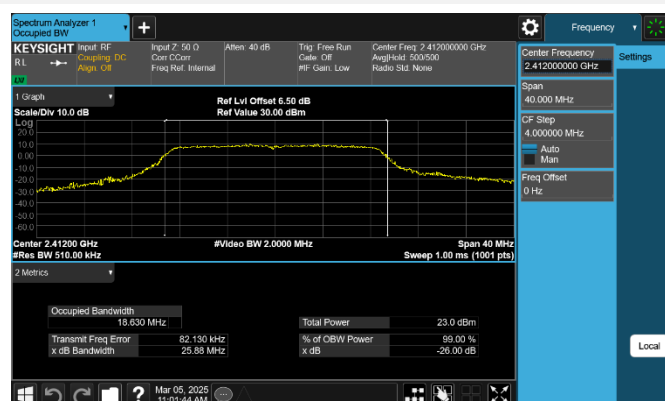 Spectrum Analyzer 1
Occupied BW
+
Frequency
KEYSIGHT
RL
Input: RF
Coupling: DC
Align: Off
Input Z: 50 Ω
Corr CCorr
Freq Ref: Internal
Atten: 40 dB
Trig: Free Run
Gate: Off
#IF Gain: Low
Center Freq: 2.412000000 GHz
Avg|Hold: 500/500
Radio Std: None
Center Frequency
2.412000000 GHz
Settings
Span
40.000 MHz
CF Step
4.000000 MHz
Auto
Man
Freq Offset
0 Hz
Local
1 Graph
Scale/Div 10.0 dB
Ref Lvl Offset 6.50 dB
Ref Value 30.00 dBm
Log
20.0
10.0
0.00
-10.0
-20.0
-30.0
-40.0
-50.0
-60.0
Center 2.41200 GHz
#Res BW 510.00 kHz
#Video BW 2.0000 MHz
Span 40 MHz
Sweep 1.00 ms (1001 pts)
2 Metrics
Occupied Bandwidth
18.630 MHz
Total Power 23.0 dBm
Transmit Freq Error 82.130 kHz
% of OBW Power 99.00 %
x dB Bandwidth 25.88 MHz
x dB -26.00 dB
?
Mar 05, 2025
11:01:44 AM